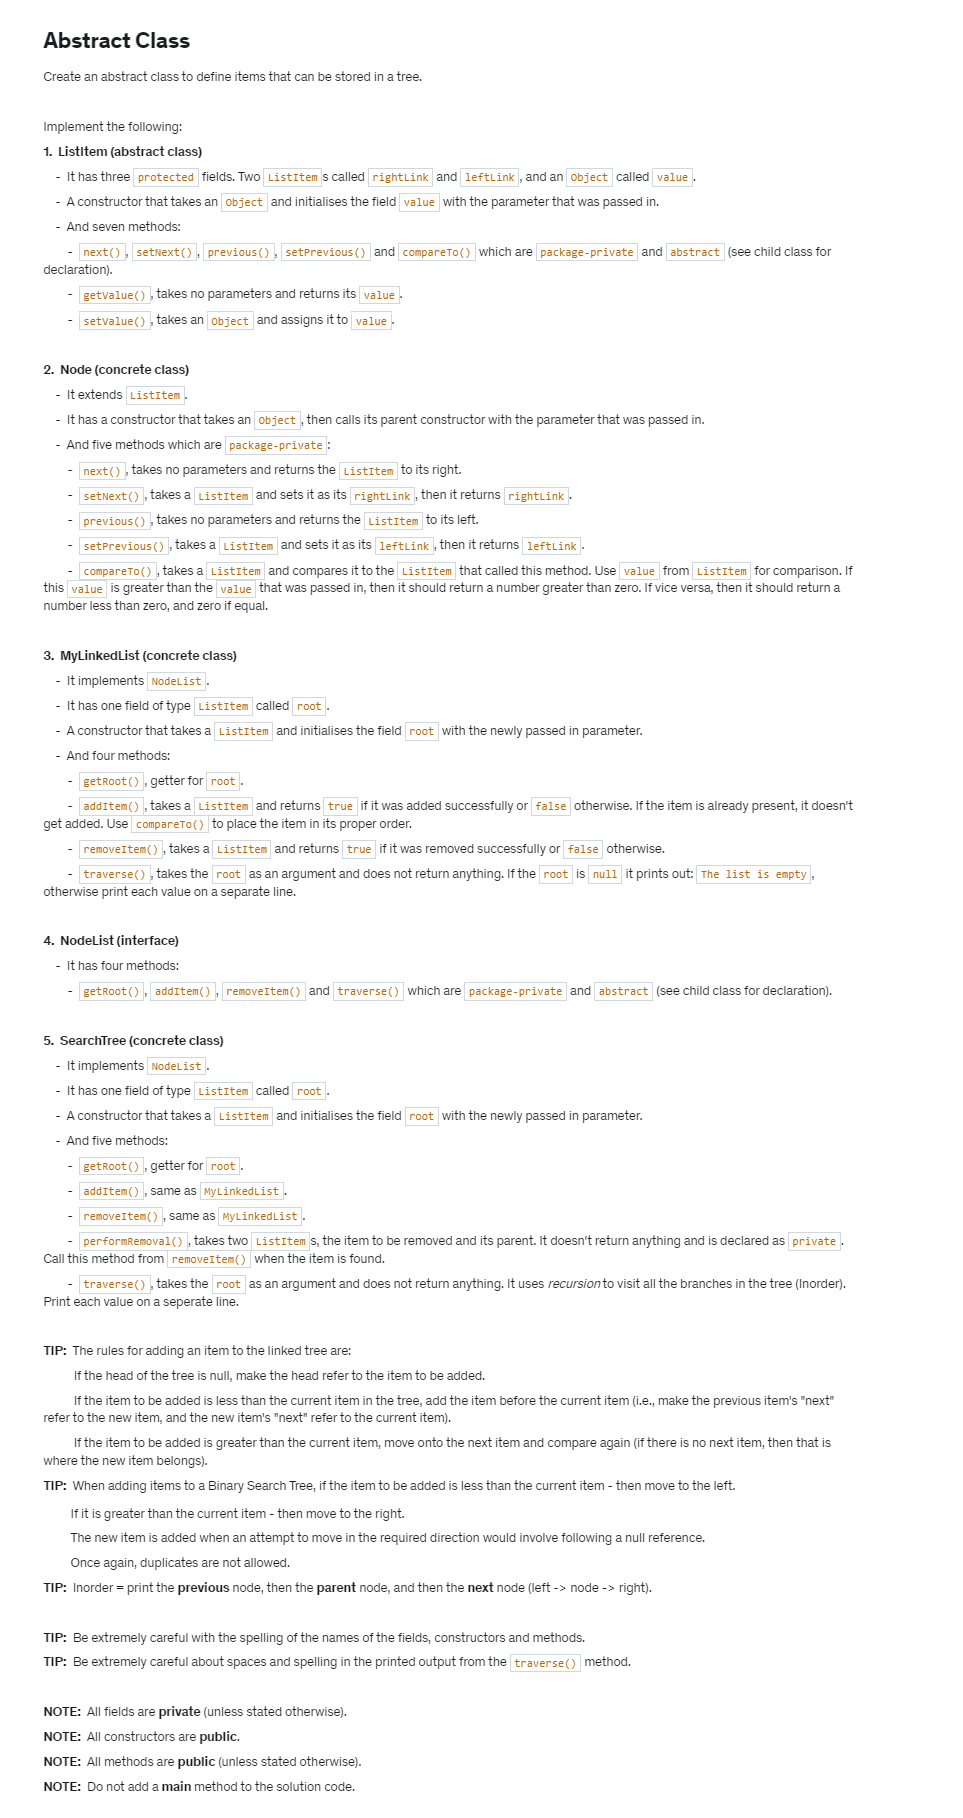 Abstract Class
Create an abstract class to define items that can be stored in a tree.
Implement the following:
1. ListItem (abstract class)
- It has three protected fields. Two ListItem s called rightLink and leftLink , and an Object called value .
- A constructor that takes an Object and initialises the field value with the parameter that was passed in.
- And seven methods:
- next() , setNext() , previous() , setPrevious() and compareTo() which are package-private and abstract (see child class for
declaration).
- getValue() , takes no parameters and returns its value .
- setValue() , takes an Object and assigns it to value .
2. Node (concrete class)
- It extends ListItem .
- It has a constructor that takes an Object , then calls its parent constructor with the parameter that was passed in.
- And five methods which are package-private :
- next() , takes no parameters and returns the ListItem to its right.
- setNext() , takes a ListItem and sets it as its rightLink , then it returns rightLink .
- previous() , takes no parameters and returns the ListItem to its left.
- setPrevious() , takes a ListItem and sets it as its leftLink , then it returns leftLink .
- compareTo() , takes a ListItem and compares it to the ListItem that called this method. Use value from ListItem for comparison. If
this value is greater than the value that was passed in, then it should return a number greater than zero. If vice versa, then it should return a
number less than zero, and zero if equal.
3. MyLinkedList (concrete class)
- It implements NodeList .
- It has one field of type ListItem called root .
- A constructor that takes a ListItem and initialises the field root with the newly passed in parameter.
- And four methods:
- getRoot() , getter for root .
- addItem() , takes a ListItem and returns true if it was added successfully or false otherwise. If the item is already present, it doesn't
get added. Use compareTo() to place the item in its proper order.
- removeItem() , takes a ListItem and returns true if it was removed successfully or false otherwise.
- traverse() , takes the root as an argument and does not return anything. If the root is null it prints out: The list is empty ,
otherwise print each value on a separate line.
4. NodeList (interface)
- It has four methods:
- getRoot() , addItem() , removeItem() and traverse() which are package-private and abstract (see child class for declaration).
5. SearchTree (concrete class)
- It implements NodeList .
- It has one field of type ListItem called root .
- A constructor that takes a ListItem and initialises the field root with the newly passed in parameter.
- And five methods:
- getRoot() , getter for root .
- addItem() , same as MyLinkedList .
- removeItem() , same as MyLinkedList .
- performRemoval() , takes two ListItem s, the item to be removed and its parent. It doesn't return anything and is declared as private .
Call this method from removeItem() when the item is found.
- traverse() , takes the root as an argument and does not return anything. It uses recursion to visit all the branches in the tree (Inorder).
Print each value on a seperate line.
TIP: The rules for adding an item to the linked tree are:
If the head of the tree is null, make the head refer to the item to be added.
If the item to be added is less than the current item in the tree, add the item before the current item (i.e., make the previous item's "next"
refer to the new item, and the new item's "next" refer to the current item).
If the item to be added is greater than the current item, move onto the next item and compare again (if there is no next item, then that is
where the new item belongs).
TIP: When adding items to a Binary Search Tree, if the item to be added is less than the current item - then move to the left.
If it is greater than the current item - then move to the right.
The new item is added when an attempt to move in the required direction would involve following a null reference.
Once again, duplicates are not allowed.
TIP: Inorder = print the previous node, then the parent node, and then the next node (left -> node -> right).
TIP: Be extremely careful with the spelling of the names of the fields, constructors and methods.
TIP: Be extremely careful about spaces and spelling in the printed output from the traverse() method.
NOTE: All fields are private (unless stated otherwise).
NOTE: All constructors are public.
NOTE: All methods are public (unless stated otherwise).
NOTE: Do not add a main method to the solution code.